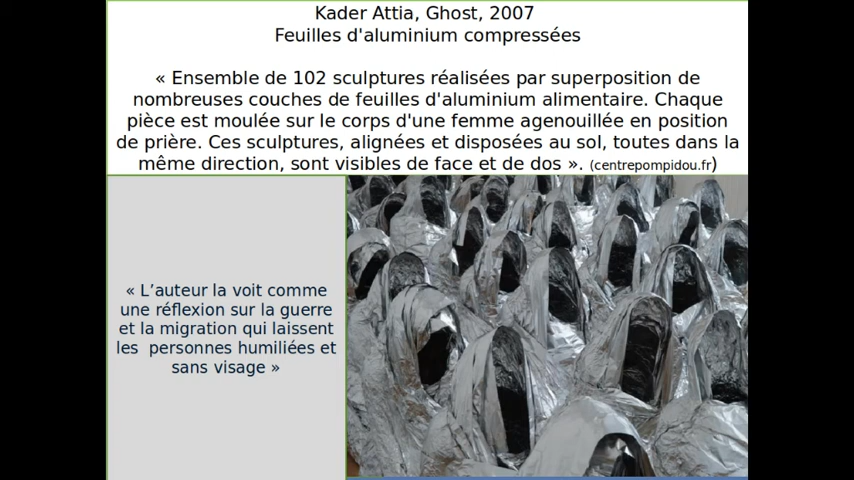 Kader Attia, Ghost, 2007
Feuilles d'aluminium compressées
« Ensemble de 102 sculptures réalisées par superposition de
nombreuses couches de feuilles d'aluminium alimentaire. Chaque
pièce est moulée sur le corps d'une femme agenouillée en position
de prière. Ces sculptures, alignées et disposées au sol, toutes dans la
même direction, sont visibles de face et de dos ». (centrepompidou.fr)
« L’auteur la voit comme
une réflexion sur la guerre
et la migration qui laissent
les personnes humiliées et
sans visage »